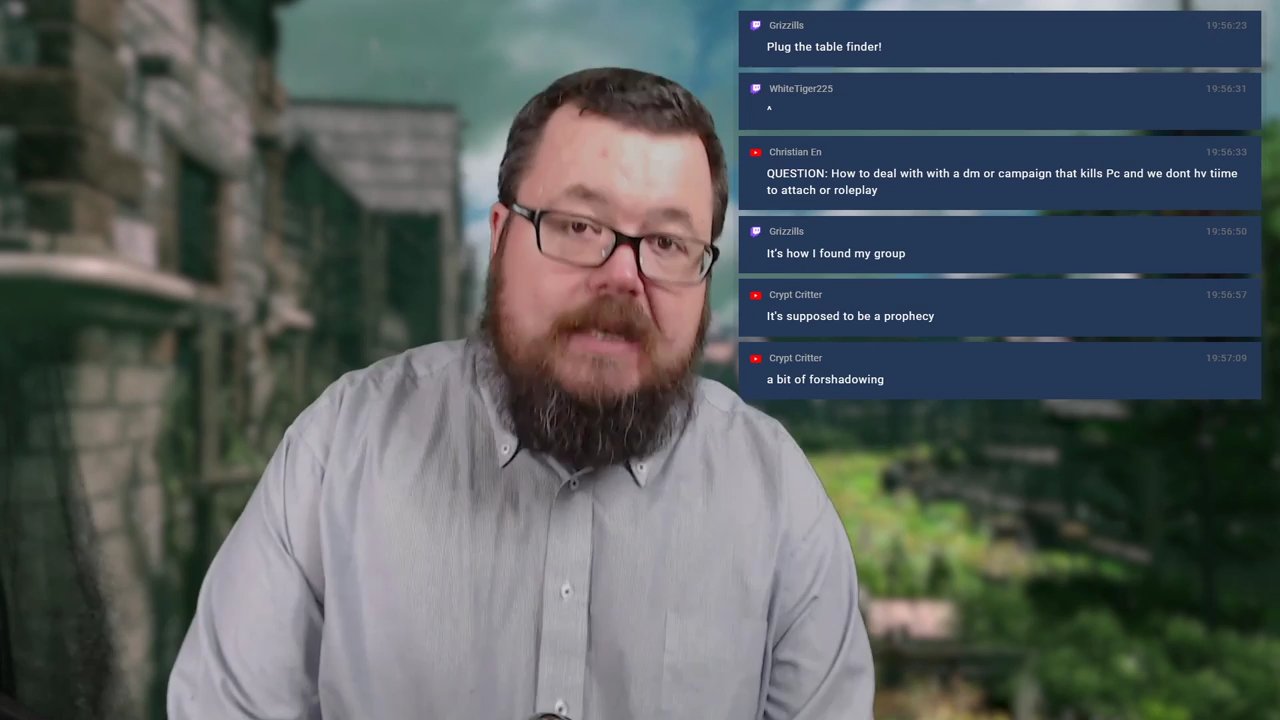 Grizzills 19:56:23
Plug the table finder!
WhiteTiger225 19:56:31
^
Christian En 19:56:33
QUESTION: How to deal with with a dm or campaign that kills Pc and we dont hv tiime
to attach or roleplay
Grizzills 19:56:50
It's how I found my group
Crypt Critter 19:56:57
It's supposed to be a prophecy
Crypt Critter 19:57:09
a bit of forshadowing